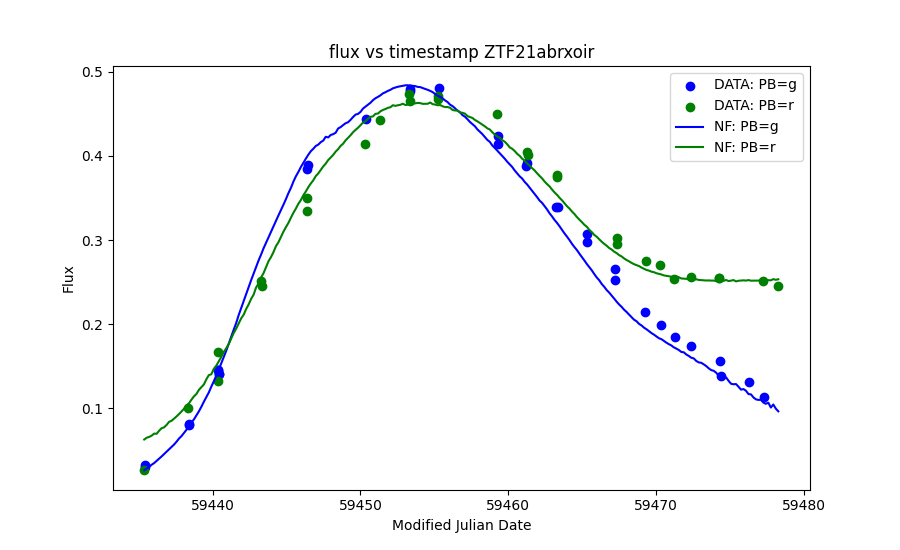 flux vs timestamp ZTF21abrxoir
DATA: PB=g
DATA: PB=r
NF: PB=g
NF: PB=r
0.5
0.4
0.3
0.2
0.1
Flux
59440 59450 59460 59470 59480
Modified Julian Date